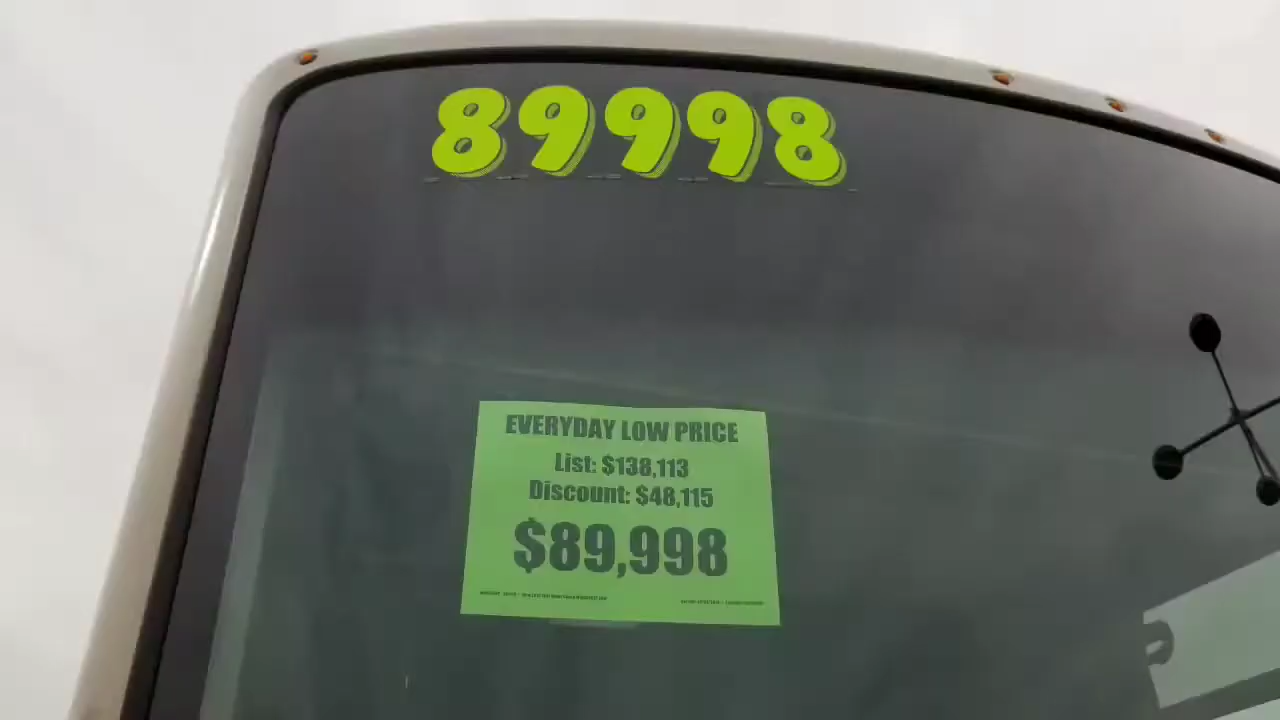 89998
EVERYDAY LOW PRICE
List: $138,113
Discount: $48,115
$89,998